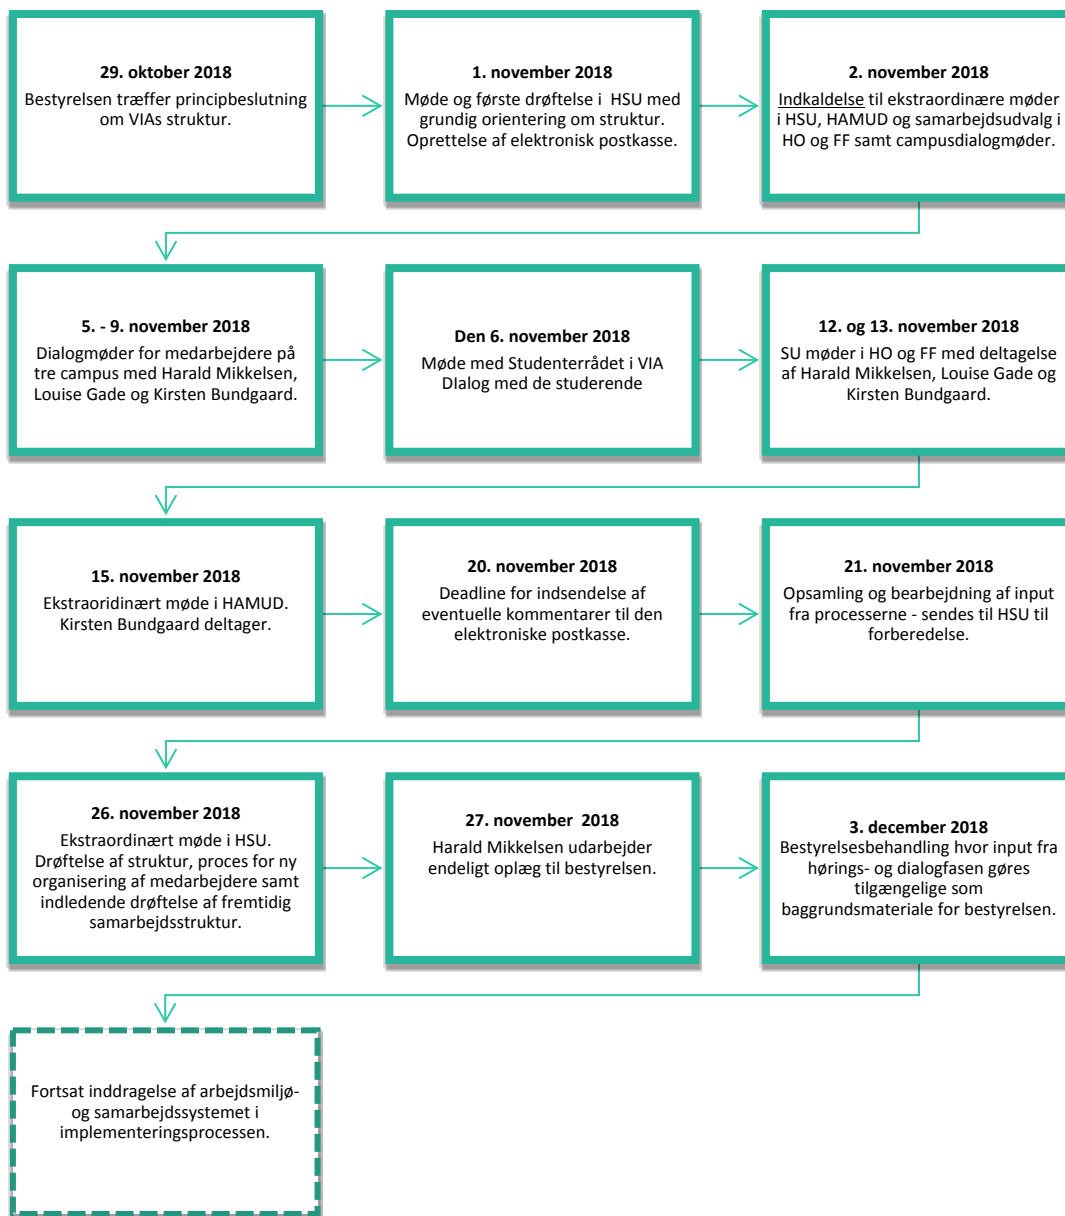 29. oktober 2018
Bestyrelsen træffer principbeslutning
om VIAs struktur.
1. november 2018
Møde og første drøftelse i HSU med
grundig orientering om struktur.
Oprettelse af elektronisk postkasse.
2. november 2018
Indkaldelse til ekstraordinære møder
i HSU, HAMUD og samarbejdsudvalg i
HO og FF samt campusdialogmøder.
5. - 9. november 2018
Dialogmøder for medarbejdere på
tre campus med Harald Mikkelsen,
Louise Gade og Kirsten Bundgaard.
Den 6. november 2018
Møde med Studenterrådet i VIA
DIalog med de studerende
12. og 13. november 2018
SU møder i HO og FF med deltagelse
af Harald Mikkelsen, Louise Gade og
Kirsten Bundgaard.
15. november 2018
Ekstraoridinært møde i HAMUD.
Kirsten Bundgaard deltager.
20. november 2018
Deadline for indsendelse af
eventuelle kommentarer til den
elektroniske postkasse.
21. november 2018
Opsamling og bearbejdning af input
fra processerne - sendes til HSU til
forberedelse.
26. november 2018
Ekstraordinært møde i HSU.
Drøftelse af struktur, proces for ny
organisering af medarbejdere samt
indledende drøftelse af fremtidig
samarbejdsstruktur.
27. november 2018
Harald Mikkelsen udarbejder
endeligt oplæg til bestyrelsen.
3. december 2018
Bestyrelsesbehandling hvor input fra
hørings- og dialogfasen gøres
tilgængelige som
baggrundsmateriale for bestyrelsen.
Fortsat inddragelse af arbejdsmiljø-
og samarbejdssystemet i
implementeringsprocessen.